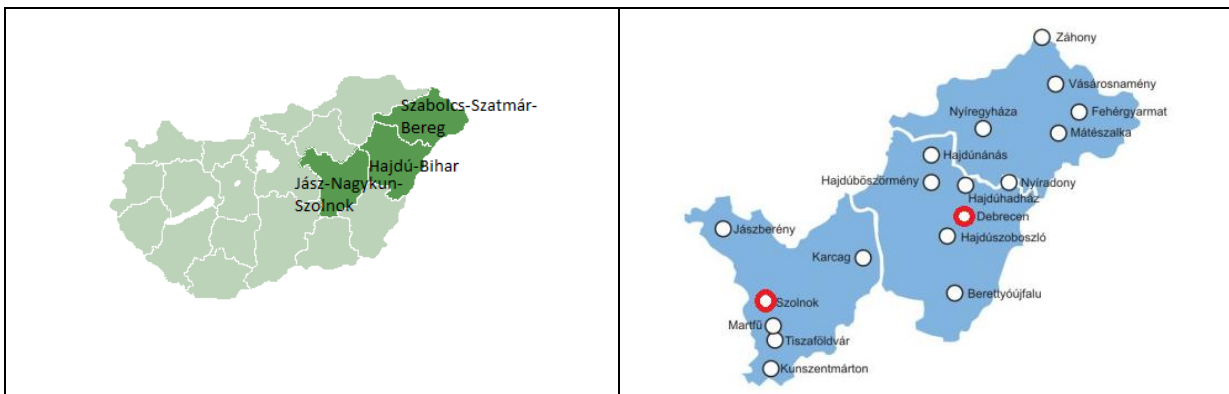 Szabolcs-Szatmár-
Bereg
Hajdú-Bihar
Jász-Nagykun-
Szolnok
Záhony
Vásárosnamény
Nyíregyháza
Fehérgyarmat
Mátészalka
Hajdúnánás
Hajdúböszörmény
Nyíradony
Hajdúhadház
Debrecen
Hajdúszoboszló
Jászberény
Karcag
Berettyóújfalu
Szolnok
Martfű
Tiszaföldvár
Kunszentmárton